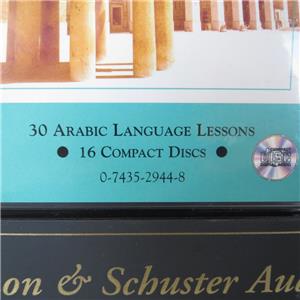 30 ARABIC LANGUAGE LESSONS
● 16 COMPACT DISCS ●
0-7435-2944-8
on & Schuster Au